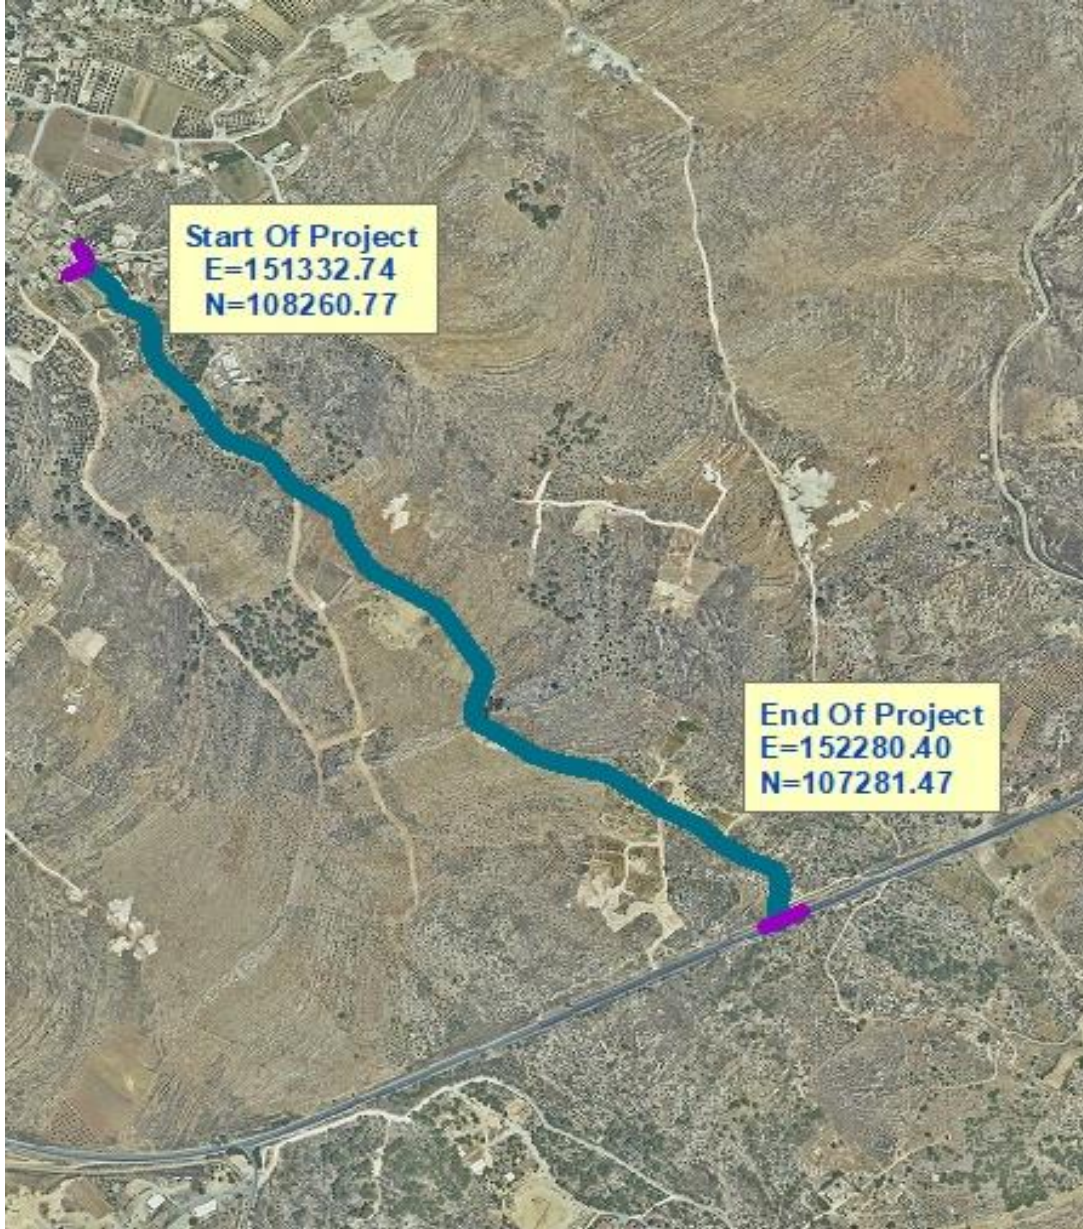 Start Of Project
E=151332.74
N=108260.77
End Of Project
E=152280.40
N=107281.47